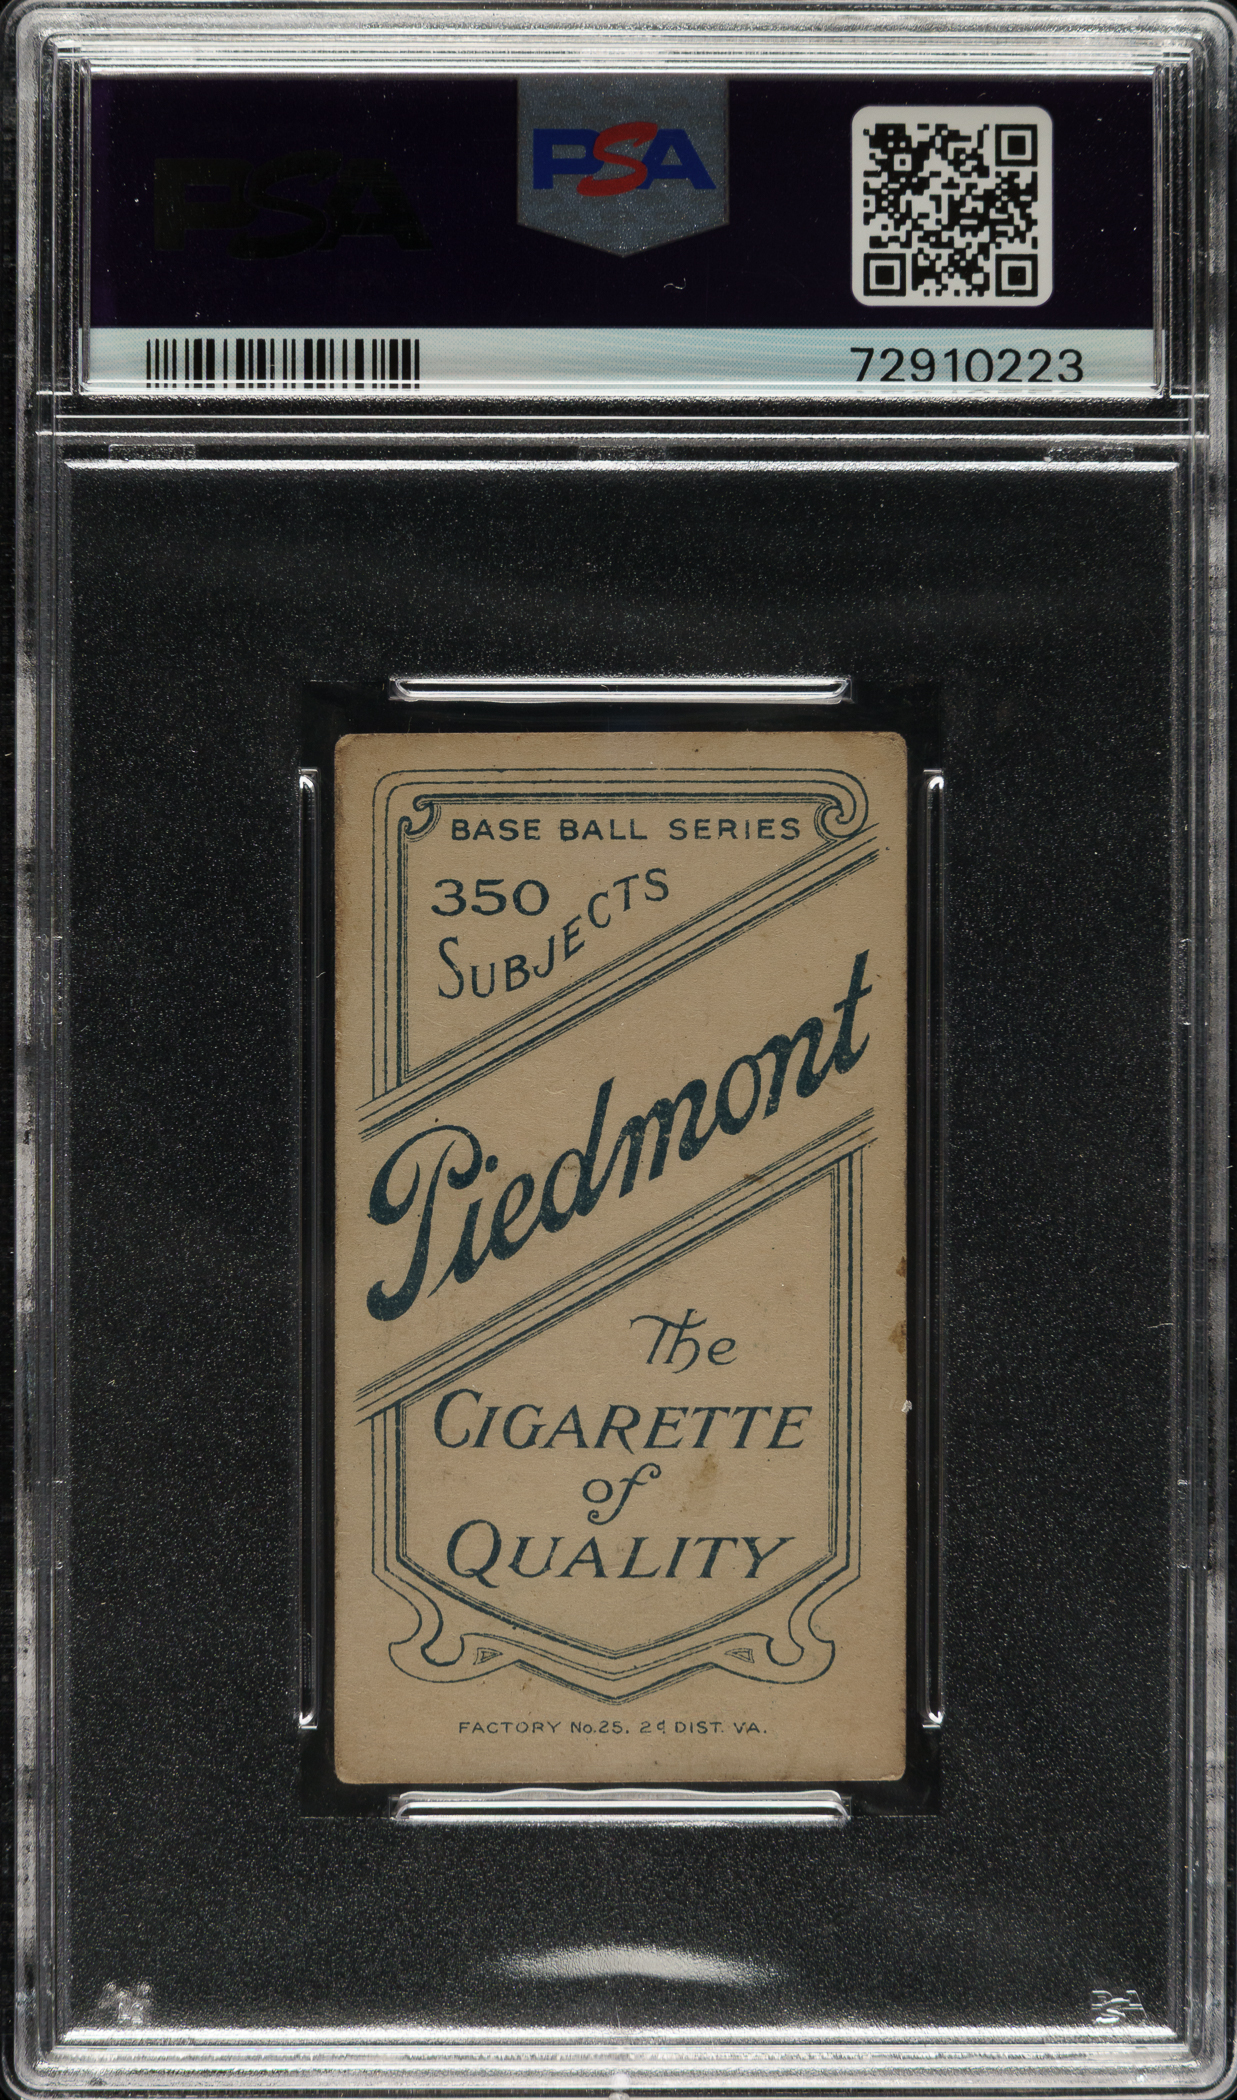 PSA
PSA
72910223
BASE BALL SERIES
350
SUBJECTS
Piedmont
The
CIGARETTE
of
QUALITY
FACTORY No.25. 2d DIST. VA.
PSA